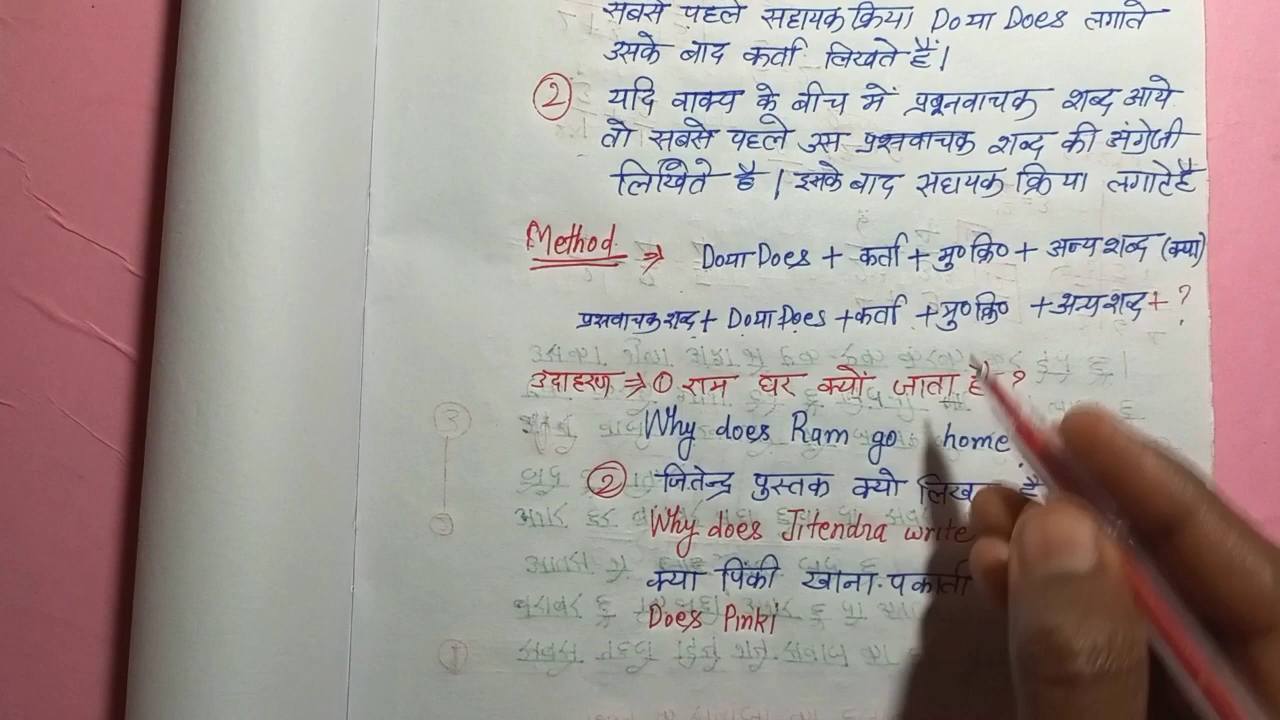 सबसे पहले सहायक क्रिया Do या Does लगाते
उसके बाद कर्ता लिखते हैं।
② यदि वाक्य के बीच में प्रश्नवाचक शब्द आये
तो सबसे पहले उस प्रश्नवाचक शब्द की अंग्रेजी
लिखिते है । इसके बाद सहायक क्रिया लगाते है
Method ⇒ Do या Does + कर्ता + मु० क्रि० + अन्य शब्द (क्या)
प्रश्नवाचक शब्द + Do या Does + कर्ता + मु० क्रि० + अन्य शब्द + ?
उदाहरण ⇒ ① राम घर क्यों जाता है ?
Why does Ram go home
② जितेन्द्र पुस्तक क्यो
Why does Jitendra write
क्या पिंकी खाना पकाती
Does Pinki